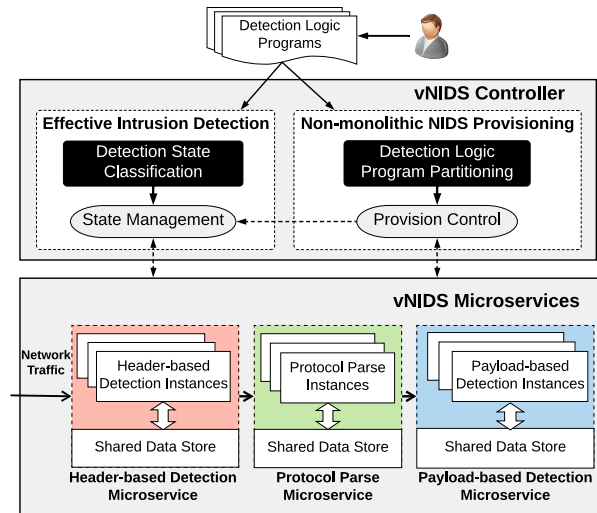 Detection Logic
Programs
vNIDS Controller
Effective Intrusion Detection
Non-monolithic NIDS Provisioning
Detection State
Classification
Detection Logic
Program Partitioning
State Management
Provision Control
vNIDS Microservices
Network
Traffic
Header-based
Detection Instances
Protocol Parse
Instances
Payload-based
Detection Instances
Shared Data Store
Shared Data Store
Shared Data Store
Header-based Detection
Microservice
Protocol Parse
Microservice
Payload-based Detection
Microservice